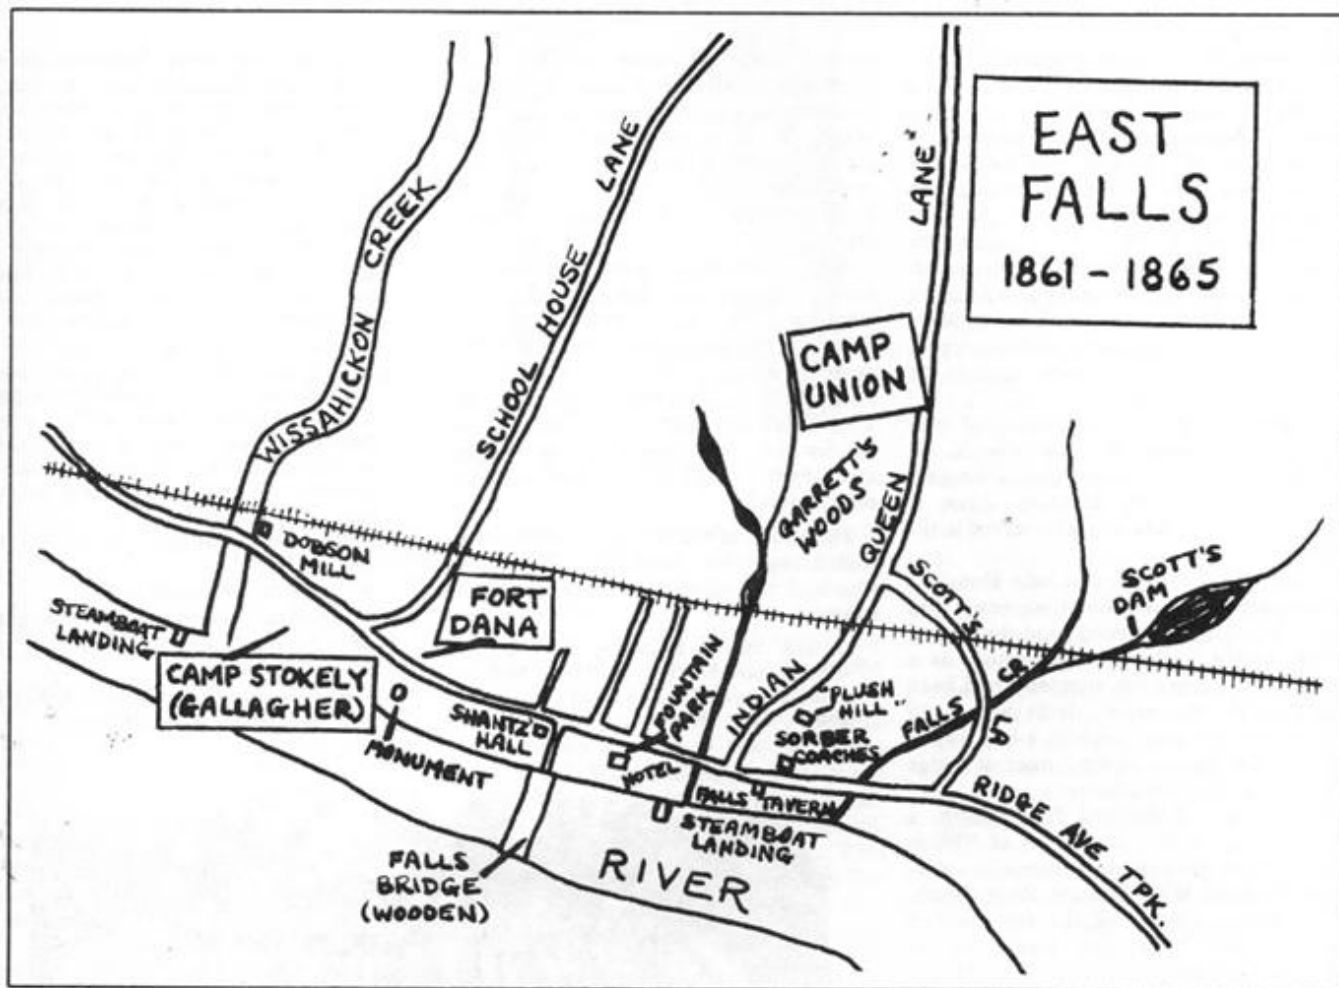 EAST
FALLS
1861 - 1865
WISSAHICKON CREEK
SCHOOL HOUSE LANE
INDIAN QUEEN LANE
CAMP
UNION
GARRETT'S
WOODS
SCOTT'S LA
SCOTT'S
DAM
DOBSON
MILL
FORT
DANA
STEAMBOAT
LANDING
CAMP STOKELY
(GALLAGHER)
MONUMENT
SHANTZ'
HALL
HOTEL
FOUNTAIN
PARK
"PLUSH
HILL"
SORBER
COACHES
FALLS CR.
FALLS TAVERN
STEAMBOAT
LANDING
RIDGE AVE TPK.
FALLS
BRIDGE
(WOODEN)
RIVER